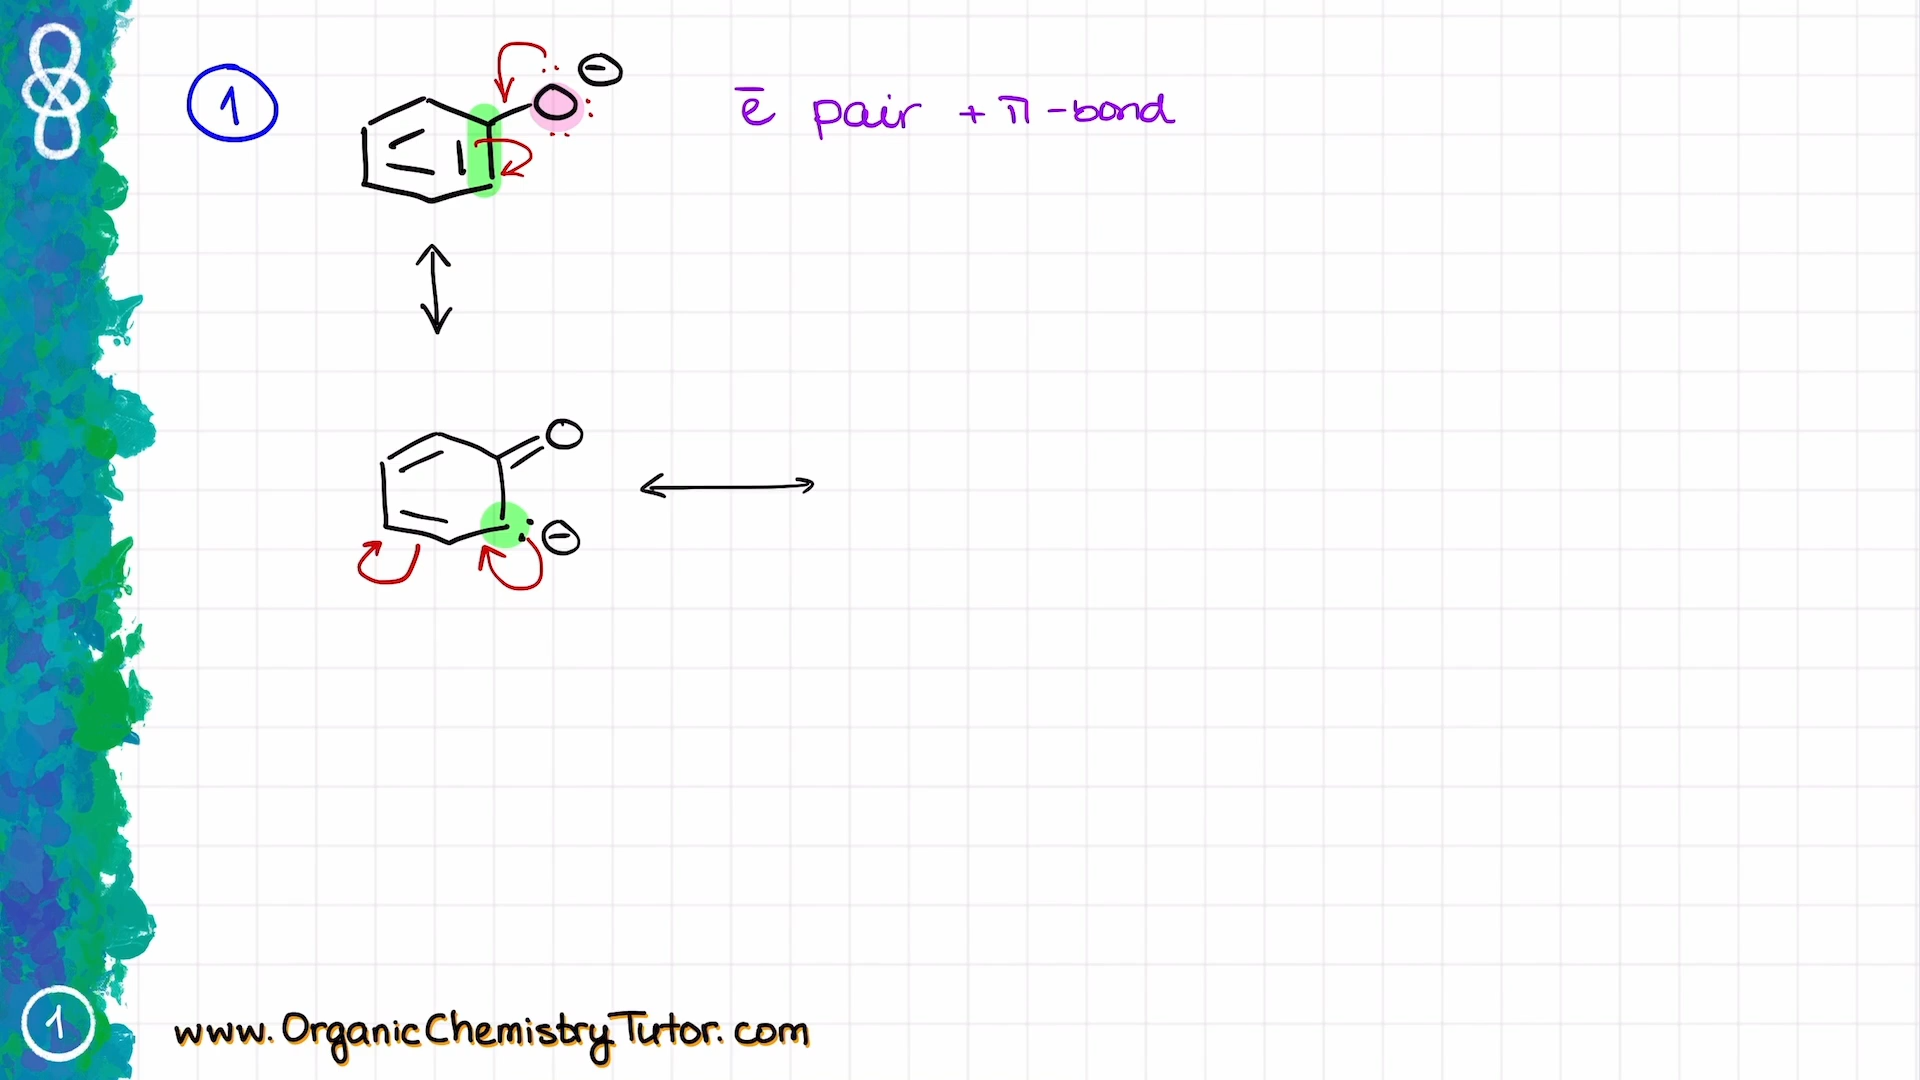 1
O ⊖
ē pair + π-bond
O
⊖
1
www.OrganicChemistryTutor.com